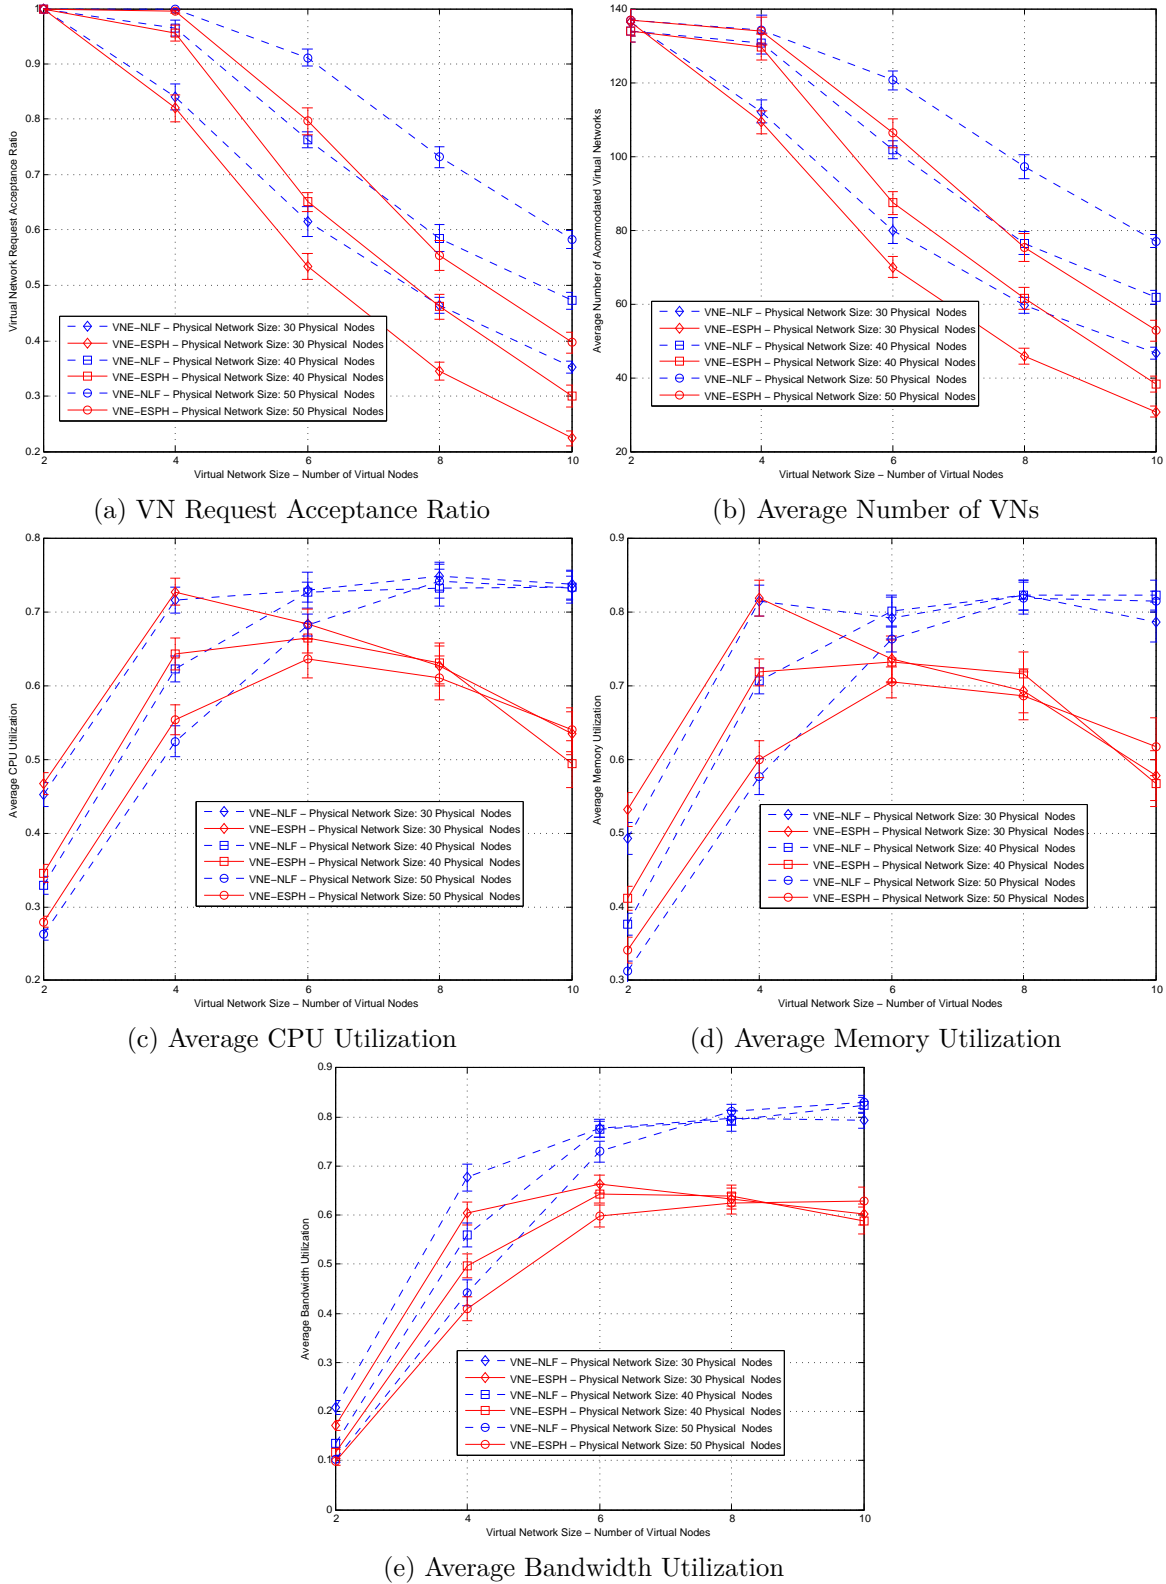 1
0.9
0.8
0.7
0.6
0.5
0.4
0.3
0.2
2
4
6
8
10
Virtual Network Request Acceptance Ratio
Virtual Network Size – Number of Virtual Nodes
VNE–NLF – Physical Network Size: 30 Physical Nodes
VNE–ESPH – Physical Network Size: 30 Physical Nodes
VNE–NLF – Physical Network Size: 40 Physical Nodes
VNE–ESPH – Physical Network Size: 40 Physical Nodes
VNE–NLF – Physical Network Size: 50 Physical Nodes
VNE–ESPH – Physical Network Size: 50 Physical Nodes
(a) VN Request Acceptance Ratio
140
120
100
80
60
40
20
2
4
6
8
10
Average Number of Acommodated Virtual Networks
Virtual Network Size – Number of Virtual Nodes
VNE–NLF – Physical Network Size: 30 Physical Nodes
VNE–ESPH – Physical Network Size: 30 Physical Nodes
VNE–NLF – Physical Network Size: 40 Physical Nodes
VNE–ESPH – Physical Network Size: 40 Physical Nodes
VNE–NLF – Physical Network Size: 50 Physical Nodes
VNE–ESPH – Physical Network Size: 50 Physical Nodes
(b) Average Number of VNs
0.8
0.7
0.6
0.5
0.4
0.3
0.2
2
4
6
8
10
Average CPU Utilization
Virtual Network Size – Number of Virtual Nodes
VNE–NLF – Physical Network Size: 30 Physical Nodes
VNE–ESPH – Physical Network Size: 30 Physical Nodes
VNE–NLF – Physical Network Size: 40 Physical Nodes
VNE–ESPH – Physical Network Size: 40 Physical Nodes
VNE–NLF – Physical Network Size: 50 Physical Nodes
VNE–ESPH – Physical Network Size: 50 Physical Nodes
(c) Average CPU Utilization
0.9
0.8
0.7
0.6
0.5
0.4
0.3
2
4
6
8
10
Average Memory Utilization
Virtual Network Size – Number of Virtual Nodes
VNE–NLF – Physical Network Size: 30 Physical Nodes
VNE–ESPH – Physical Network Size: 30 Physical Nodes
VNE–NLF – Physical Network Size: 40 Physical Nodes
VNE–ESPH – Physical Network Size: 40 Physical Nodes
VNE–NLF – Physical Network Size: 50 Physical Nodes
VNE–ESPH – Physical Network Size: 50 Physical Nodes
(d) Average Memory Utilization
0.9
0.8
0.7
0.6
0.5
0.4
0.3
0.2
0.1
0
2
4
6
8
10
Average Bandwidth Utilization
Virtual Network Size – Number of Virtual Nodes
VNE–NLF – Physical Network Size: 30 Physical Nodes
VNE–ESPH – Physical Network Size: 30 Physical Nodes
VNE–NLF – Physical Network Size: 40 Physical Nodes
VNE–ESPH – Physical Network Size: 40 Physical Nodes
VNE–NLF – Physical Network Size: 50 Physical Nodes
VNE–ESPH – Physical Network Size: 50 Physical Nodes
(e) Average Bandwidth Utilization